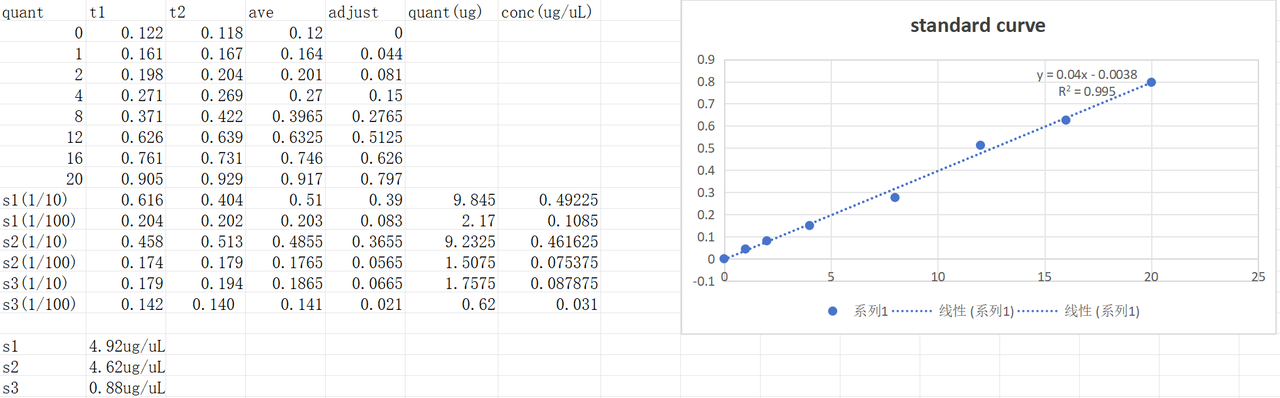 quant t1 t2 ave adjust quant(ug) conc(ug/uL)
0 0.122 0.118 0.12 0
1 0.161 0.167 0.164 0.044
2 0.198 0.204 0.201 0.081
4 0.271 0.269 0.27 0.15
8 0.371 0.422 0.3965 0.2765
12 0.626 0.639 0.6325 0.5125
16 0.761 0.731 0.746 0.626
20 0.905 0.929 0.917 0.797
s1(1/10) 0.616 0.404 0.51 0.39 9.845 0.49225
s1(1/100) 0.204 0.202 0.203 0.083 2.17 0.1085
s2(1/10) 0.458 0.513 0.4855 0.3655 9.2325 0.461625
s2(1/100) 0.174 0.179 0.1765 0.0565 1.5075 0.075375
s3(1/10) 0.179 0.194 0.1865 0.0665 1.7575 0.087875
s3(1/100) 0.142 0.140 0.141 0.021 0.62 0.031
s1 4.92ug/uL
s2 4.62ug/uL
s3 0.88ug/uL
standard curve
y = 0.04x - 0.0038
R² = 0.995
0.9
0.8
0.7
0.6
0.5
0.4
0.3
0.2
0.1
0
-0.1
0 5 10 15 20 25
系列1 线性 (系列1) 线性 (系列1)